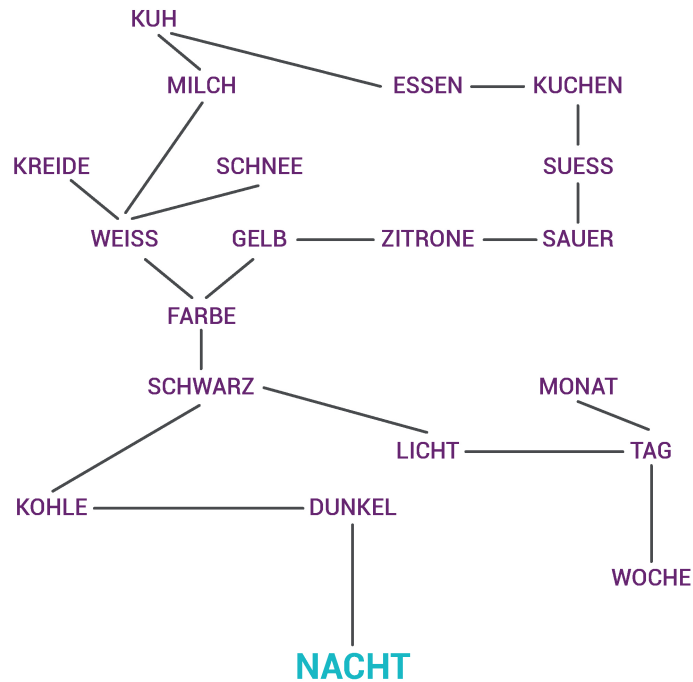 KUH
MILCH
ESSEN
KUCHEN
KREIDE
SCHNEE
SUESS
WEISS
GELB
ZITRONE
SAUER
FARBE
SCHWARZ
MONAT
LICHT
TAG
KOHLE
DUNKEL
WOCHE
NACHT